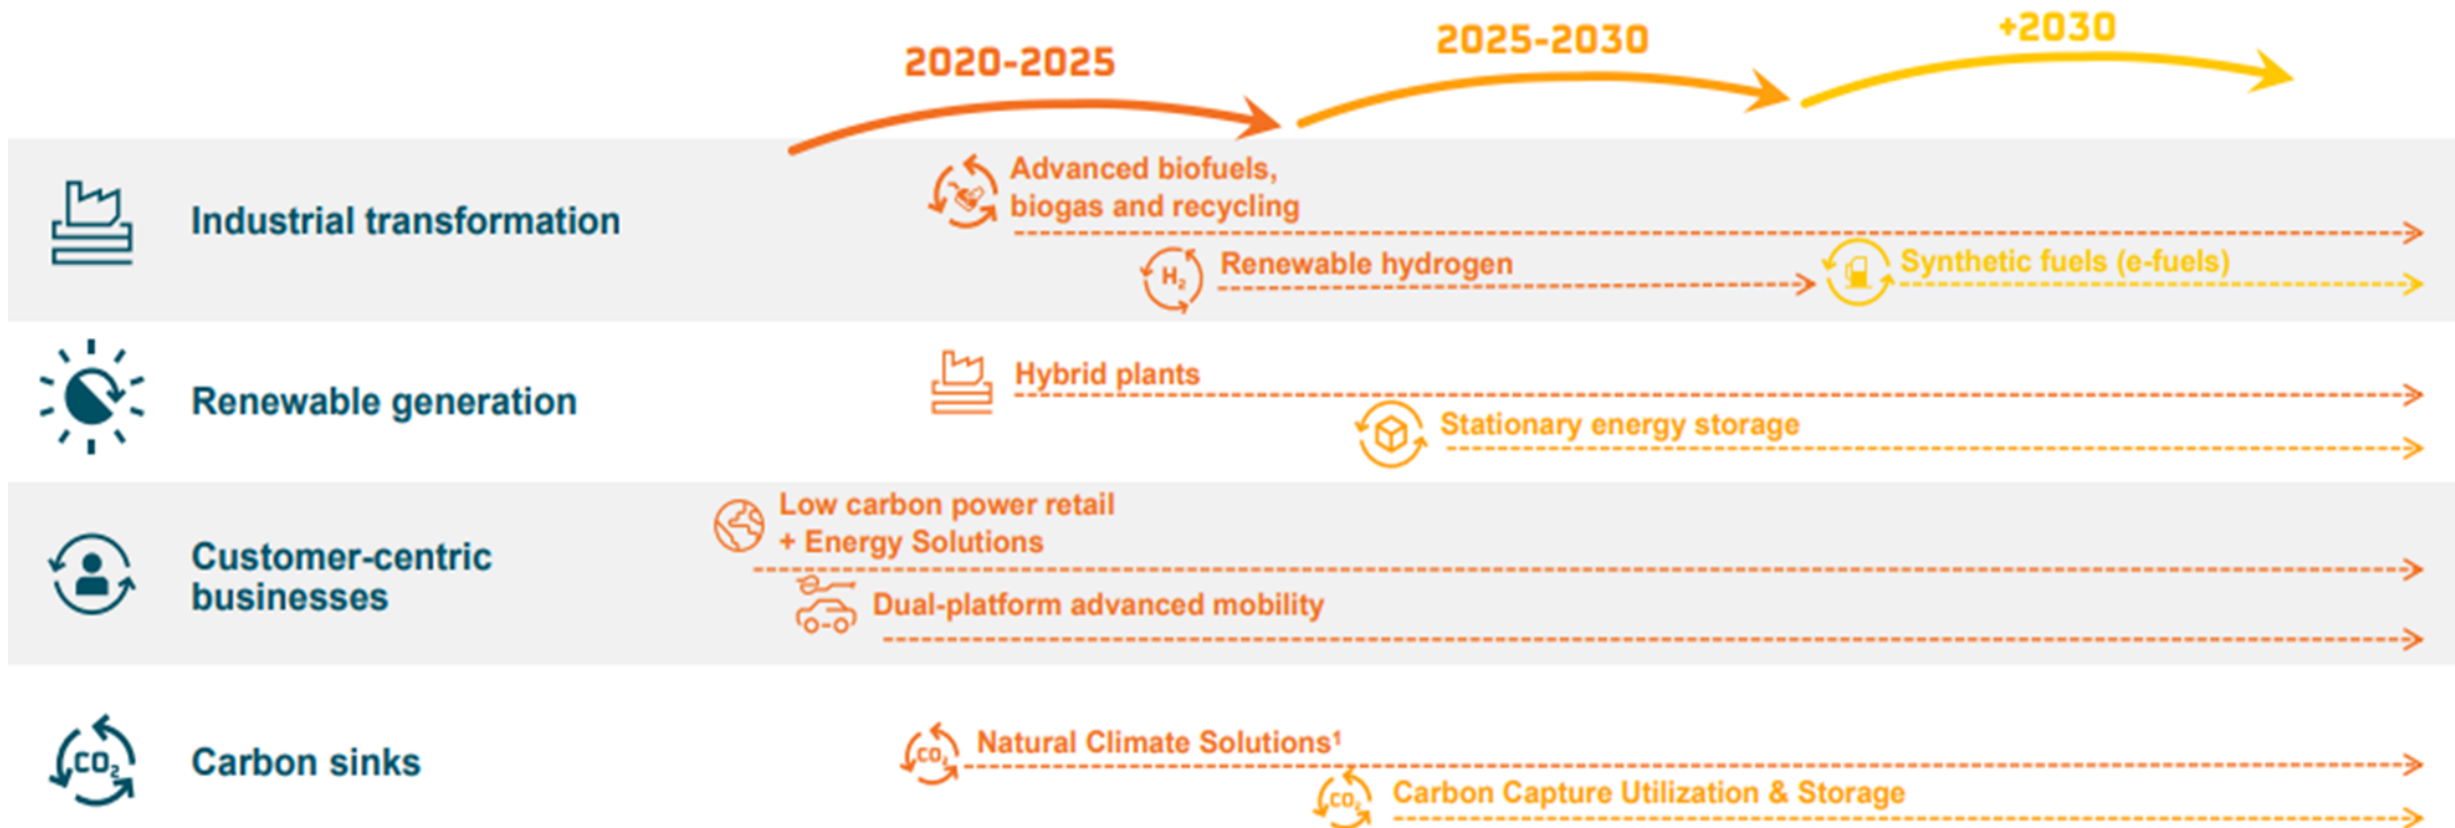 2020-2025
2025-2030
+2030
Industrial transformation
Advanced biofuels,
biogas and recycling
H₂
Renewable hydrogen
Synthetic fuels (e-fuels)
Renewable generation
Hybrid plants
Stationary energy storage
Customer-centric
businesses
Low carbon power retail
+ Energy Solutions
Dual-platform advanced mobility
CO₂
Carbon sinks
CO₂
Natural Climate Solutions¹
CO₂
Carbon Capture Utilization & Storage